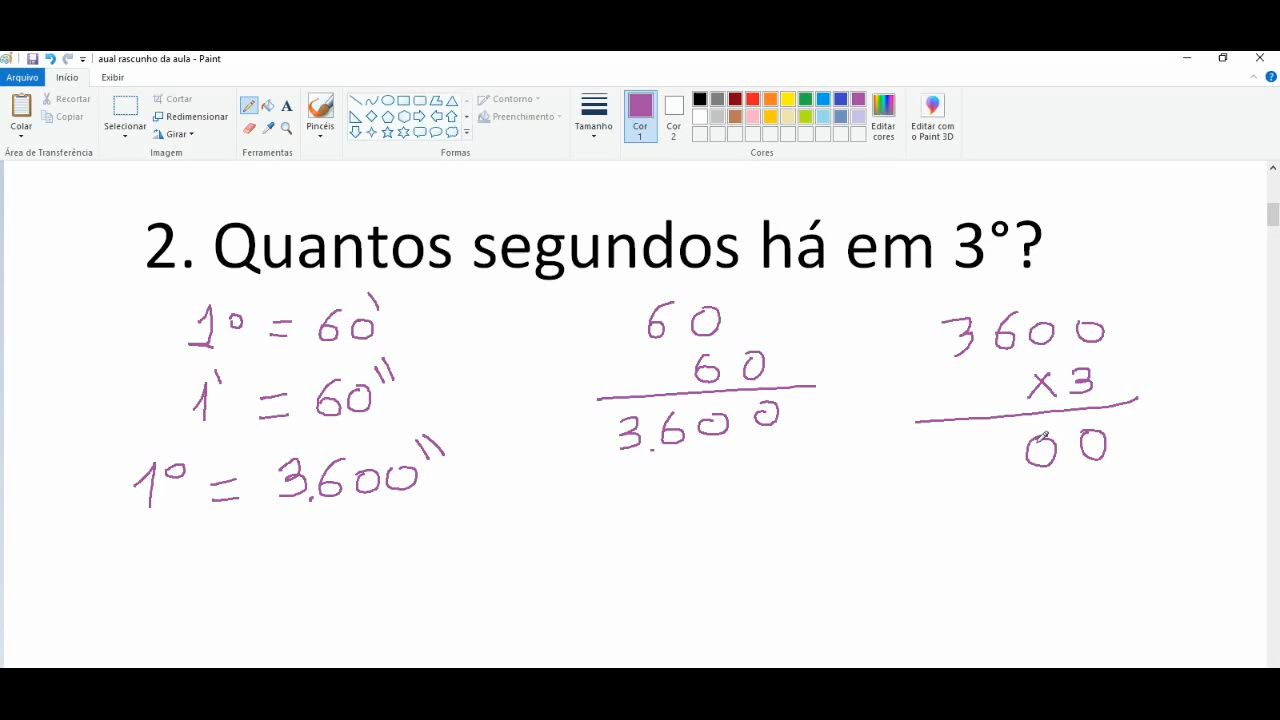 aual rascunho da aula - Paint
Arquivo Início Exibir
Colar
Recortar
Copiar
Área de Transferência
Selecionar
Cortar
Redimensionar
Girar
Imagem
A
Ferramentas
Pincéis
Contorno
Preenchimento
Formas
Tamanho
Cor
1
Cor
2
Editar
cores
Cores
Editar com
o Paint 3D
2. Quantos segundos há em 3°?
1° = 60'
1' = 60''
1° = 3.600''
60
60
3.600
3600
x3
00